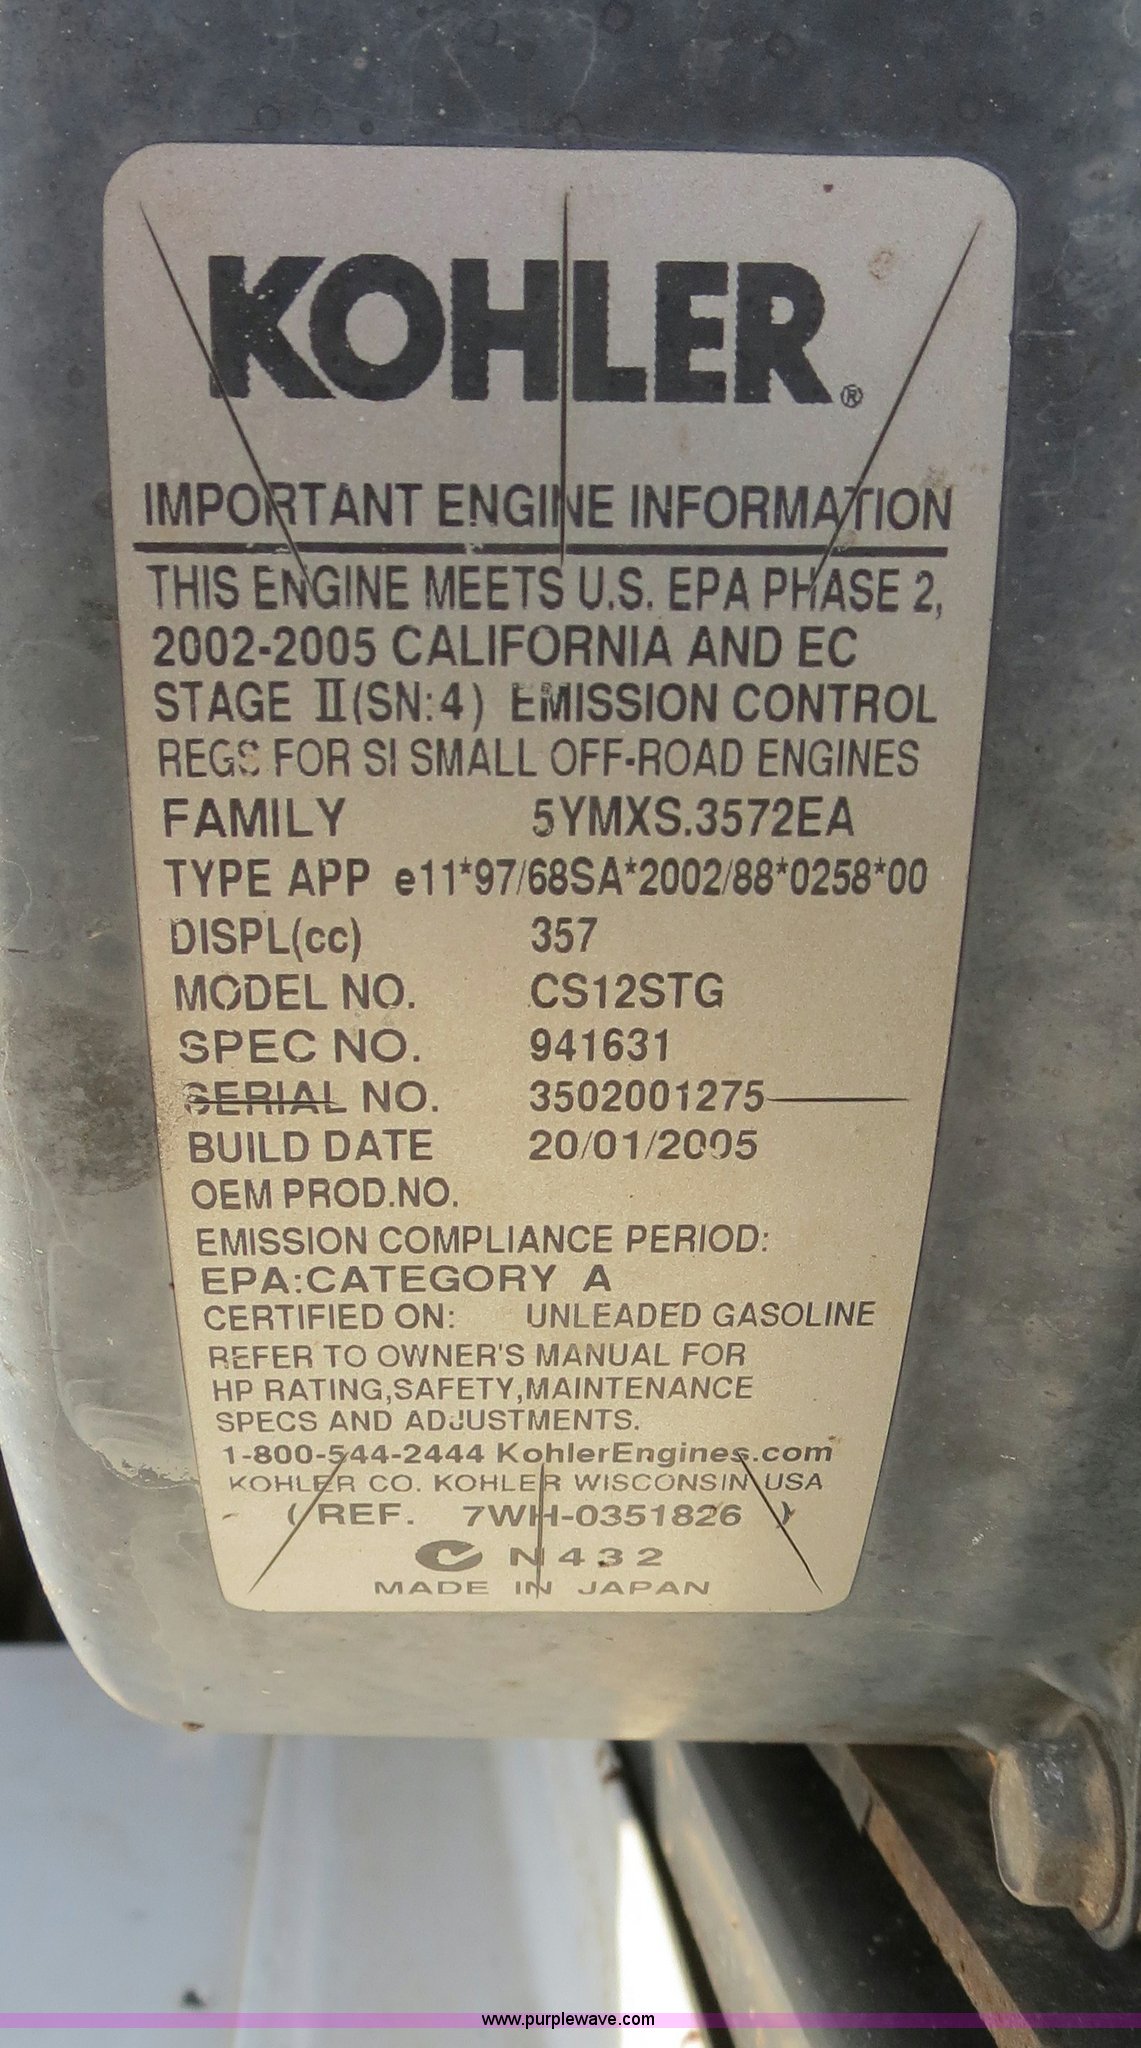 KOHLER®
IMPORTANT ENGINE INFORMATION
THIS ENGINE MEETS U.S. EPA PHASE 2,
2002-2005 CALIFORNIA AND EC
STAGE II (SN:4) EMISSION CONTROL
REGS FOR SI SMALL OFF-ROAD ENGINES
FAMILY 5YMXS.3572EA
TYPE APP e11*97/68SA*2002/88*0258*00
DISPL(cc) 357
MODEL NO. CS12STG
SPEC NO. 941631
SERIAL NO. 3502001275
BUILD DATE 20/01/2005
OEM PROD.NO.
EMISSION COMPLIANCE PERIOD:
EPA:CATEGORY A
CERTIFIED ON: UNLEADED GASOLINE
REFER TO OWNER'S MANUAL FOR
HP RATING,SAFETY,MAINTENANCE
SPECS AND ADJUSTMENTS.
1-800-544-2444 KohlerEngines.com
KOHLER CO. KOHLER WISCONSIN USA
(REF. 7WH-0351826 )
N432
MADE IN JAPAN
www.purplewave.com